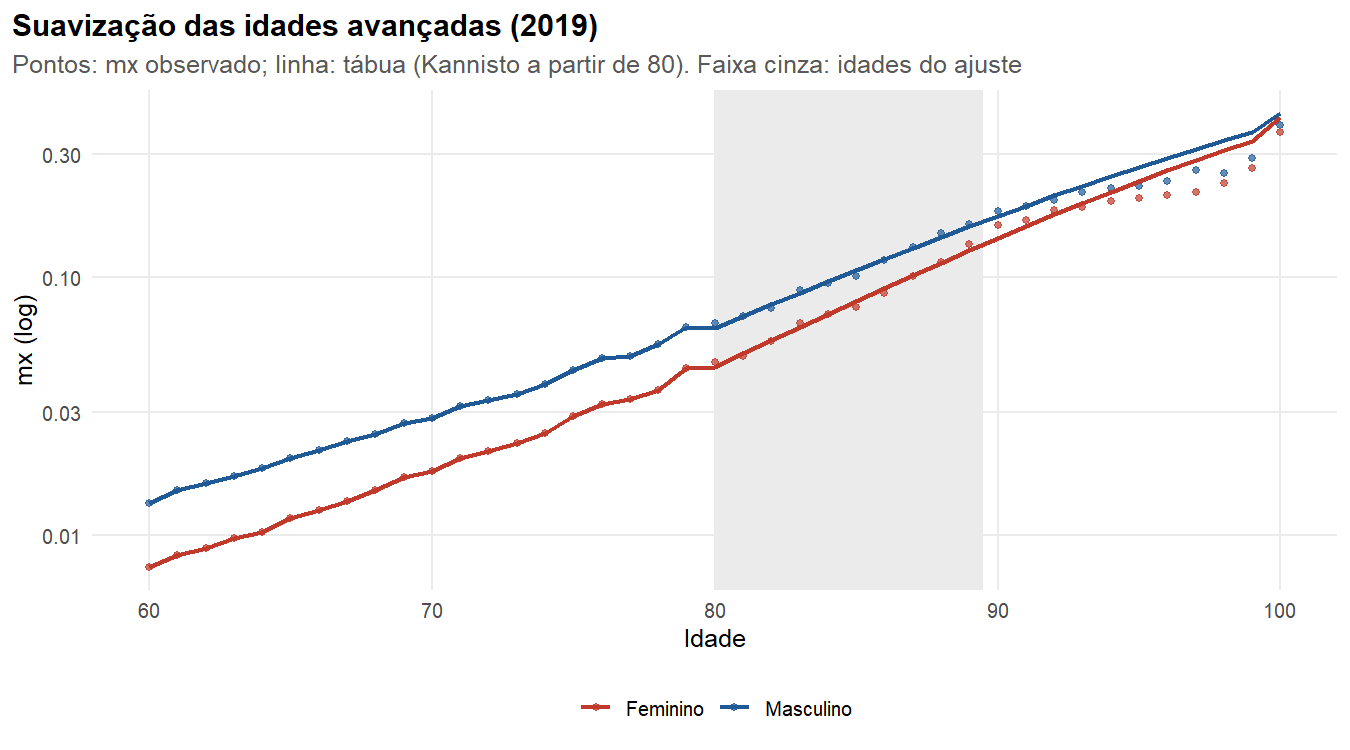 Suavização das idades avançadas (2019)
Pontos: mx observado; linha: tábua (Kannisto a partir de 80). Faixa cinza: idades do ajuste
mx (log)
0.30
0.10
0.03
0.01
60 70 80 90 100
Idade
Feminino Masculino